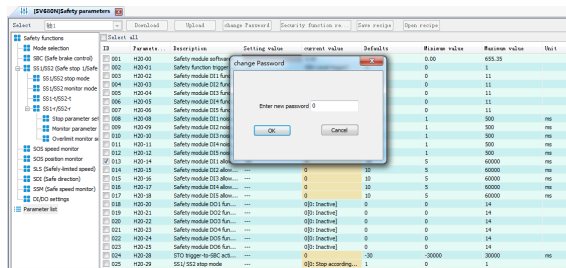 [SV680N]Safety parameters
Select 轴1 Download Upload change Password Security function re... Save recipe Open recipe
Safety functions
Mode selection
SBC (Safe brake control)
SS1/SS2 (Safe stop 1/Safe
SS1/SS2 stop mode
SS1/SS2 monitor mode
SS1/SS2-t
SS1-r/SS2-r
Stop parameter set
Monitor parameter
Overlimit monitor se
SOS speed monitor
SOS position monitor
SLS (Safely-limited speed)
SDI (Safe direction)
SSM (Safe speed monitor)
DI/DO settings
Parameter list
Select all
ID Paramete... Description Setting value current value Defaults Minimum value Maximum value Unit
001 H20-00 Safety module software 0.00 655.35
002 H20-01 Safety function trigger 0 1
003 H20-02 Safety module DI1 func 0 11
004 H20-03 Safety module DI2 func 0 11
005 H20-04 Safety module DI3 func 0 11
006 H20-05 Safety module DI4 func 0 11
007 H20-06 Safety module DI5 func 0 11
008 H20-08 Safety module DI1 nois 1 500 ms
009 H20-09 Safety module DI2 nois 1 500 ms
010 H20-10 Safety module DI3 nois 1 500 ms
011 H20-11 Safety module DI4 nois 1 500 ms
012 H20-12 Safety module DI5 nois 1 500 ms
013 H20-14 Safety module DI1 allow... 5 60000 ms
014 H20-15 Safety module DI2 allow... --- 0 10 5 60000 ms
015 H20-16 Safety module DI3 allow... --- 0 10 5 60000 ms
016 H20-17 Safety module DI4 allow... --- 0 10 5 60000 ms
017 H20-18 Safety module DI5 allow... --- 0 10 5 60000 ms
018 H20-20 Safety module DO1 fun... --- 0[0: Inactive] 0 0 14
019 H20-21 Safety module DO2 fun... --- 0[0: Inactive] 0 0 14
020 H20-22 Safety module DO3 fun... --- 0[0: Inactive] 0 0 14
021 H20-23 Safety module DO4 fun... --- 0[0: Inactive] 0 0 14
022 H20-24 Safety module DO5 fun... --- 0[0: Inactive] 0 0 14
023 H20-25 Safety module DO6 fun... --- 0[0: Inactive] 0 0 14
024 H20-28 STO trigger-to-SBC acti... --- 0 -30 -30000 30000 ms
025 H20-29 SS1/ SS2 stop mode --- 0[0: Stop according... 1 0 1
change Password
Enter new password 0
OK Cancel